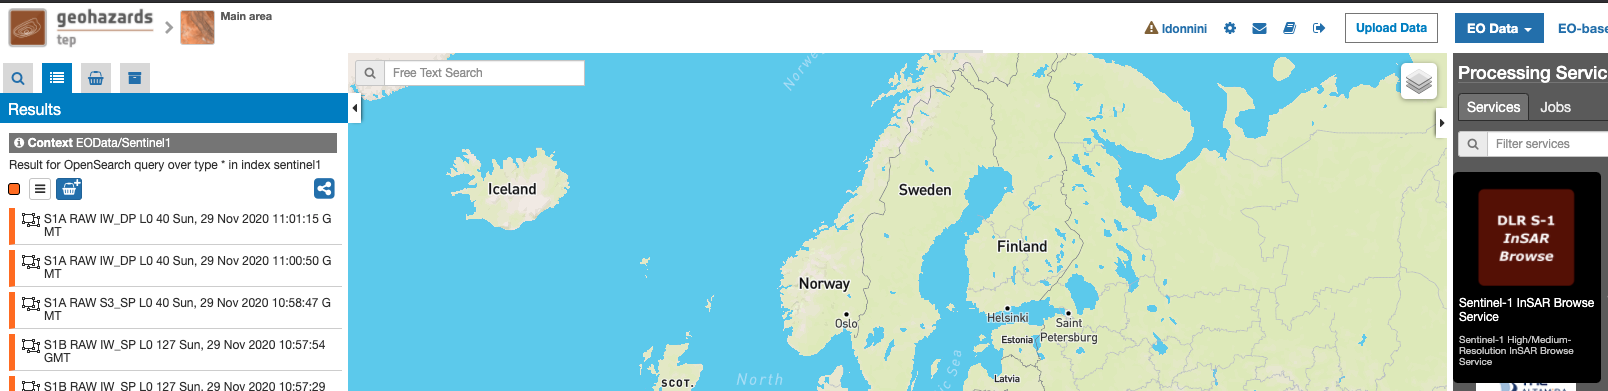 geohazards
tep
Main area
Idonnini
Upload Data
EO Data
EO-base
Free Text Search
Results
Context EOData/Sentinel1
Result for OpenSearch query over type * in index sentinel1
S1A RAW IW_DP L0 40 Sun, 29 Nov 2020 11:01:15 G
MT
S1A RAW IW_DP L0 40 Sun, 29 Nov 2020 11:00:50 G
MT
S1A RAW S3_SP L0 40 Sun, 29 Nov 2020 10:58:47 G
MT
S1B RAW IW_SP L0 127 Sun, 29 Nov 2020 10:57:54
GMT
S1B RAW IW_SP L0 127 Sun, 29 Nov 2020 10:57:29
Iceland
Sweden
Finland
Norway
Oslo
Helsinki
Saint
Petersburg
Estonia
Latvia
SCOT.
North
Sea
Processing Servic
Services
Jobs
Filter services
DLR S-1
InSAR
Browse
Sentinel-1 InSAR Browse
Service
Sentinel-1 High/Medium-
Resolution InSAR Browse
Service